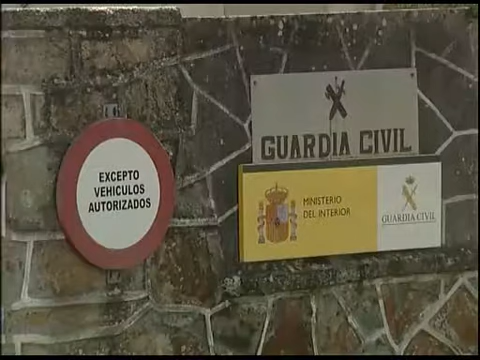 EXCEPTO
VEHICULOS
AUTORIZADOS
GUARDIA CIVIL
MINISTERIO
DEL INTERIOR
GUARDIA CIVIL